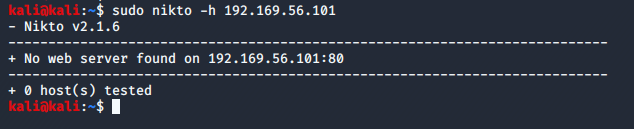 kali@kali:~$ sudo nikto -h 192.169.56.101
- Nikto v2.1.6
---------------------------------------------------------------------------
+ No web server found on 192.169.56.101:80
---------------------------------------------------------------------------
+ 0 host(s) tested
kali@kali:~$